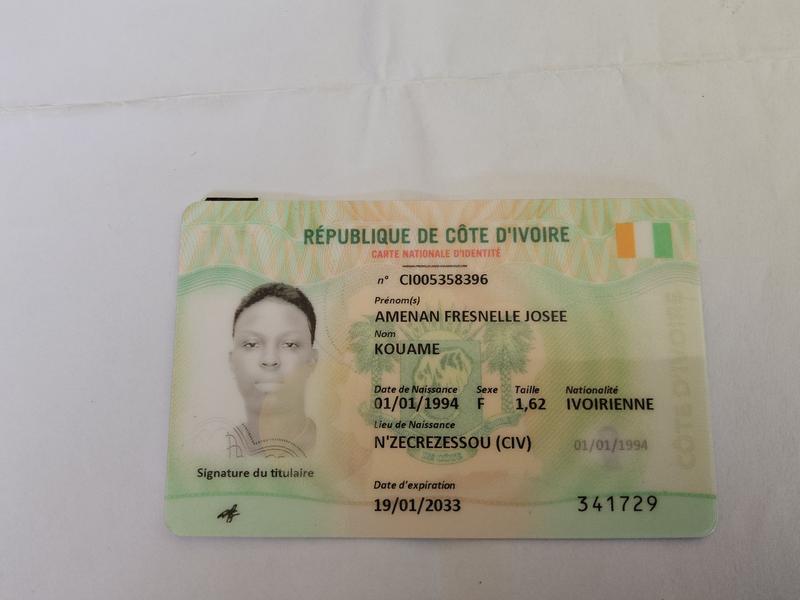 RÉPUBLIQUE DE CÔTE D'IVOIRE
CARTE NATIONALE D'IDENTITÉ
n° CI005358396
Prénom(s)
AMENAN FRESNELLE JOSEE
Nom
KOUAME
Date de Naissance Sexe Taille Nationalité
01/01/1994 F 1,62 IVOIRIENNE
Lieu de Naissance
N'ZECREZESSOU (CIV) 01/01/1994
Signature du titulaire
Date d'expiration
19/01/2033 341729